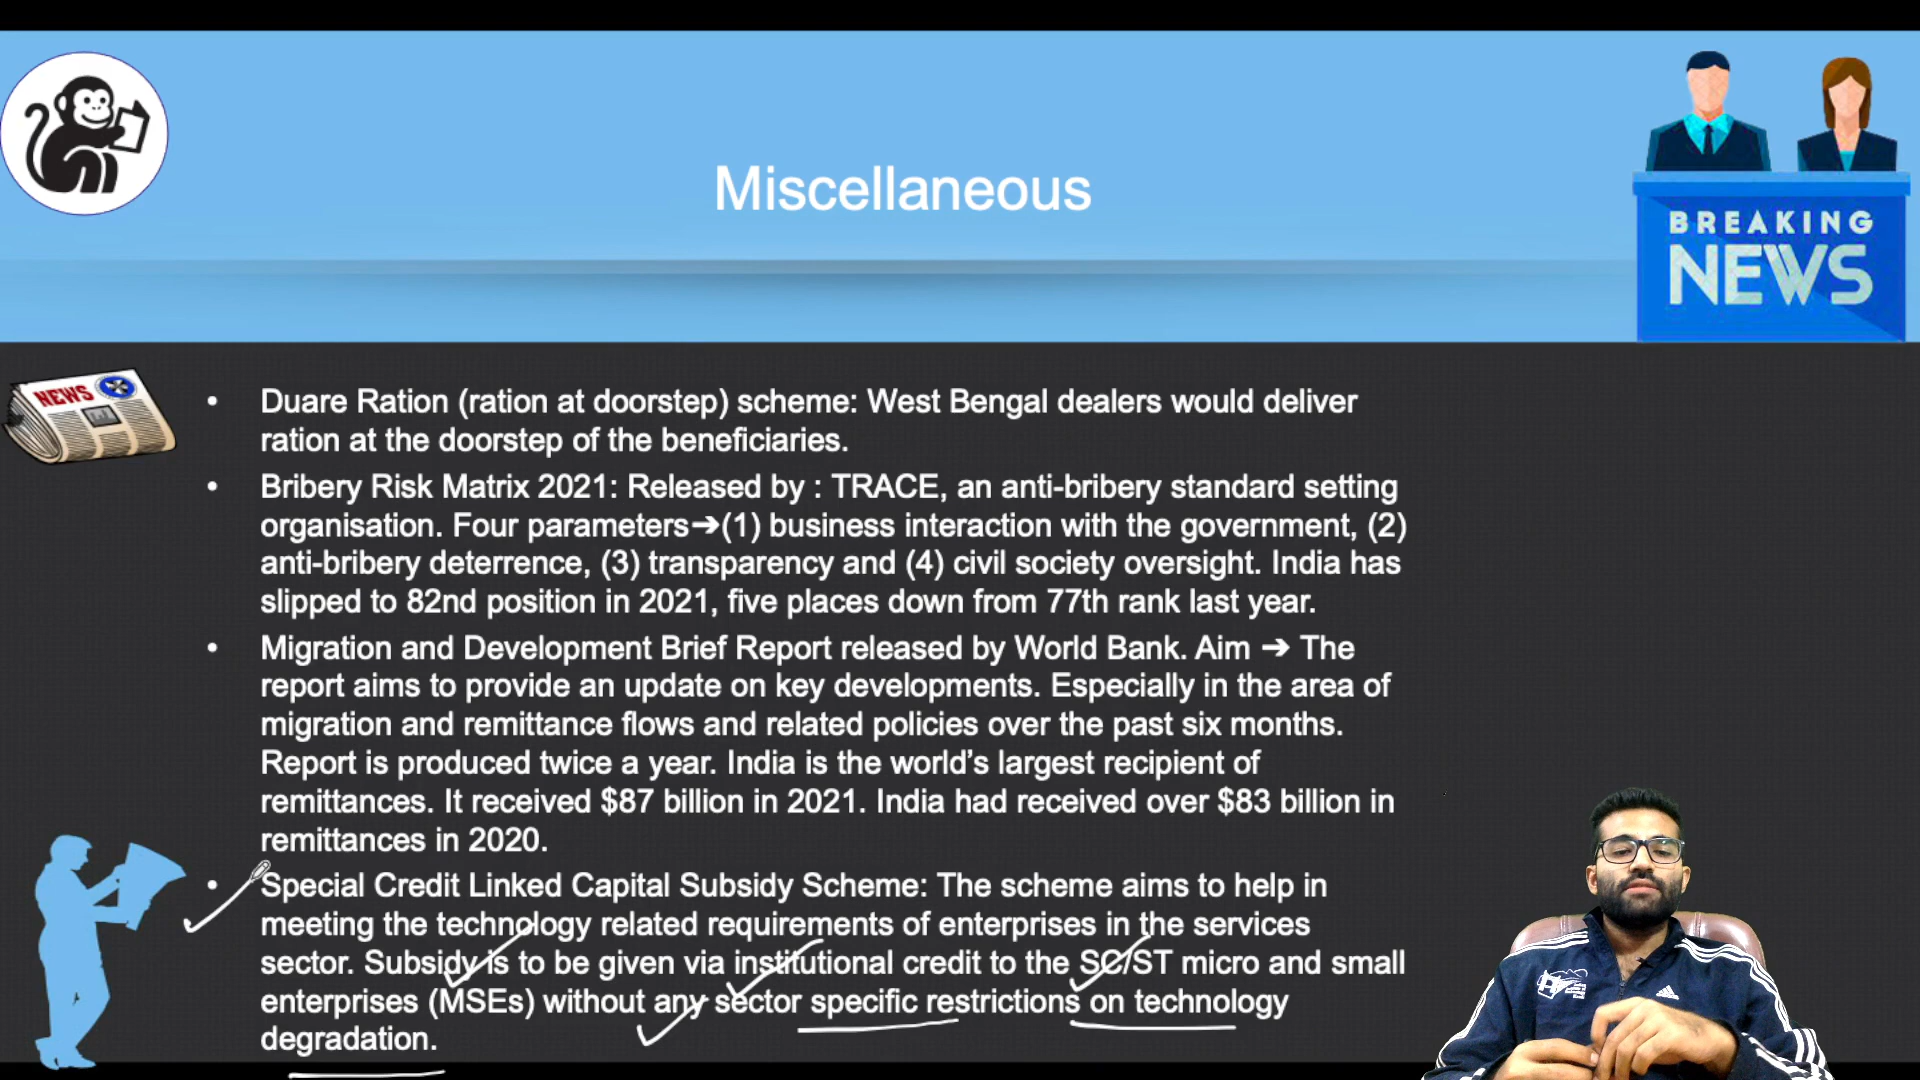 Miscellaneous
BREAKING
NEWS
NEWS
• Duare Ration (ration at doorstep) scheme: West Bengal dealers would deliver
ration at the doorstep of the beneficiaries.
• Bribery Risk Matrix 2021: Released by : TRACE, an anti-bribery standard setting
organisation. Four parameters➔(1) business interaction with the government, (2)
anti-bribery deterrence, (3) transparency and (4) civil society oversight. India has
slipped to 82nd position in 2021, five places down from 77th rank last year.
• Migration and Development Brief Report released by World Bank. Aim ➔ The
report aims to provide an update on key developments. Especially in the area of
migration and remittance flows and related policies over the past six months.
Report is produced twice a year. India is the world’s largest recipient of
remittances. It received $87 billion in 2021. India had received over $83 billion in
remittances in 2020.
• Special Credit Linked Capital Subsidy Scheme: The scheme aims to help in
meeting the technology related requirements of enterprises in the services
sector. Subsidy is to be given via institutional credit to the SC/ST micro and small
enterprises (MSEs) without any sector specific restrictions on technology
degradation.